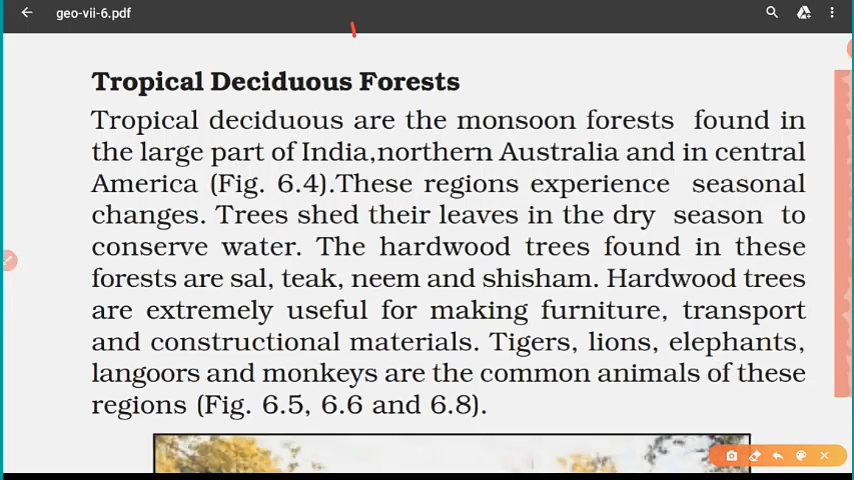 geo-vii-6.pdf
Tropical Deciduous Forests
Tropical deciduous are the monsoon forests found in
the large part of India,northern Australia and in central
America (Fig. 6.4).These regions experience seasonal
changes. Trees shed their leaves in the dry season to
conserve water. The hardwood trees found in these
forests are sal, teak, neem and shisham. Hardwood trees
are extremely useful for making furniture, transport
and constructional materials. Tigers, lions, elephants,
langoors and monkeys are the common animals of these
regions (Fig. 6.5, 6.6 and 6.8).